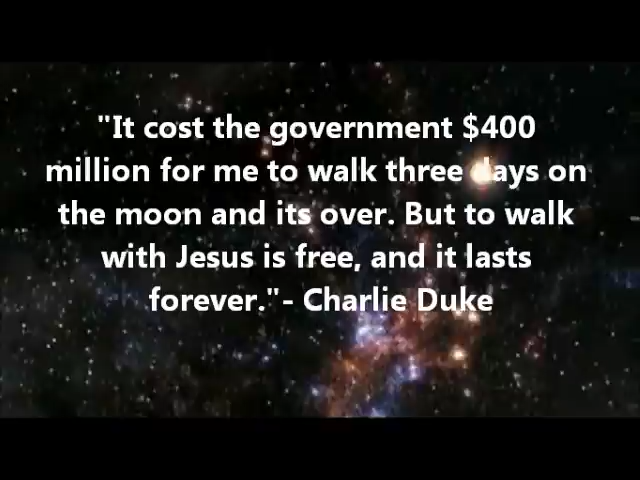 "It cost the government $400
million for me to walk three days on
the moon and its over. But to walk
with Jesus is free, and it lasts
forever."- Charlie Duke